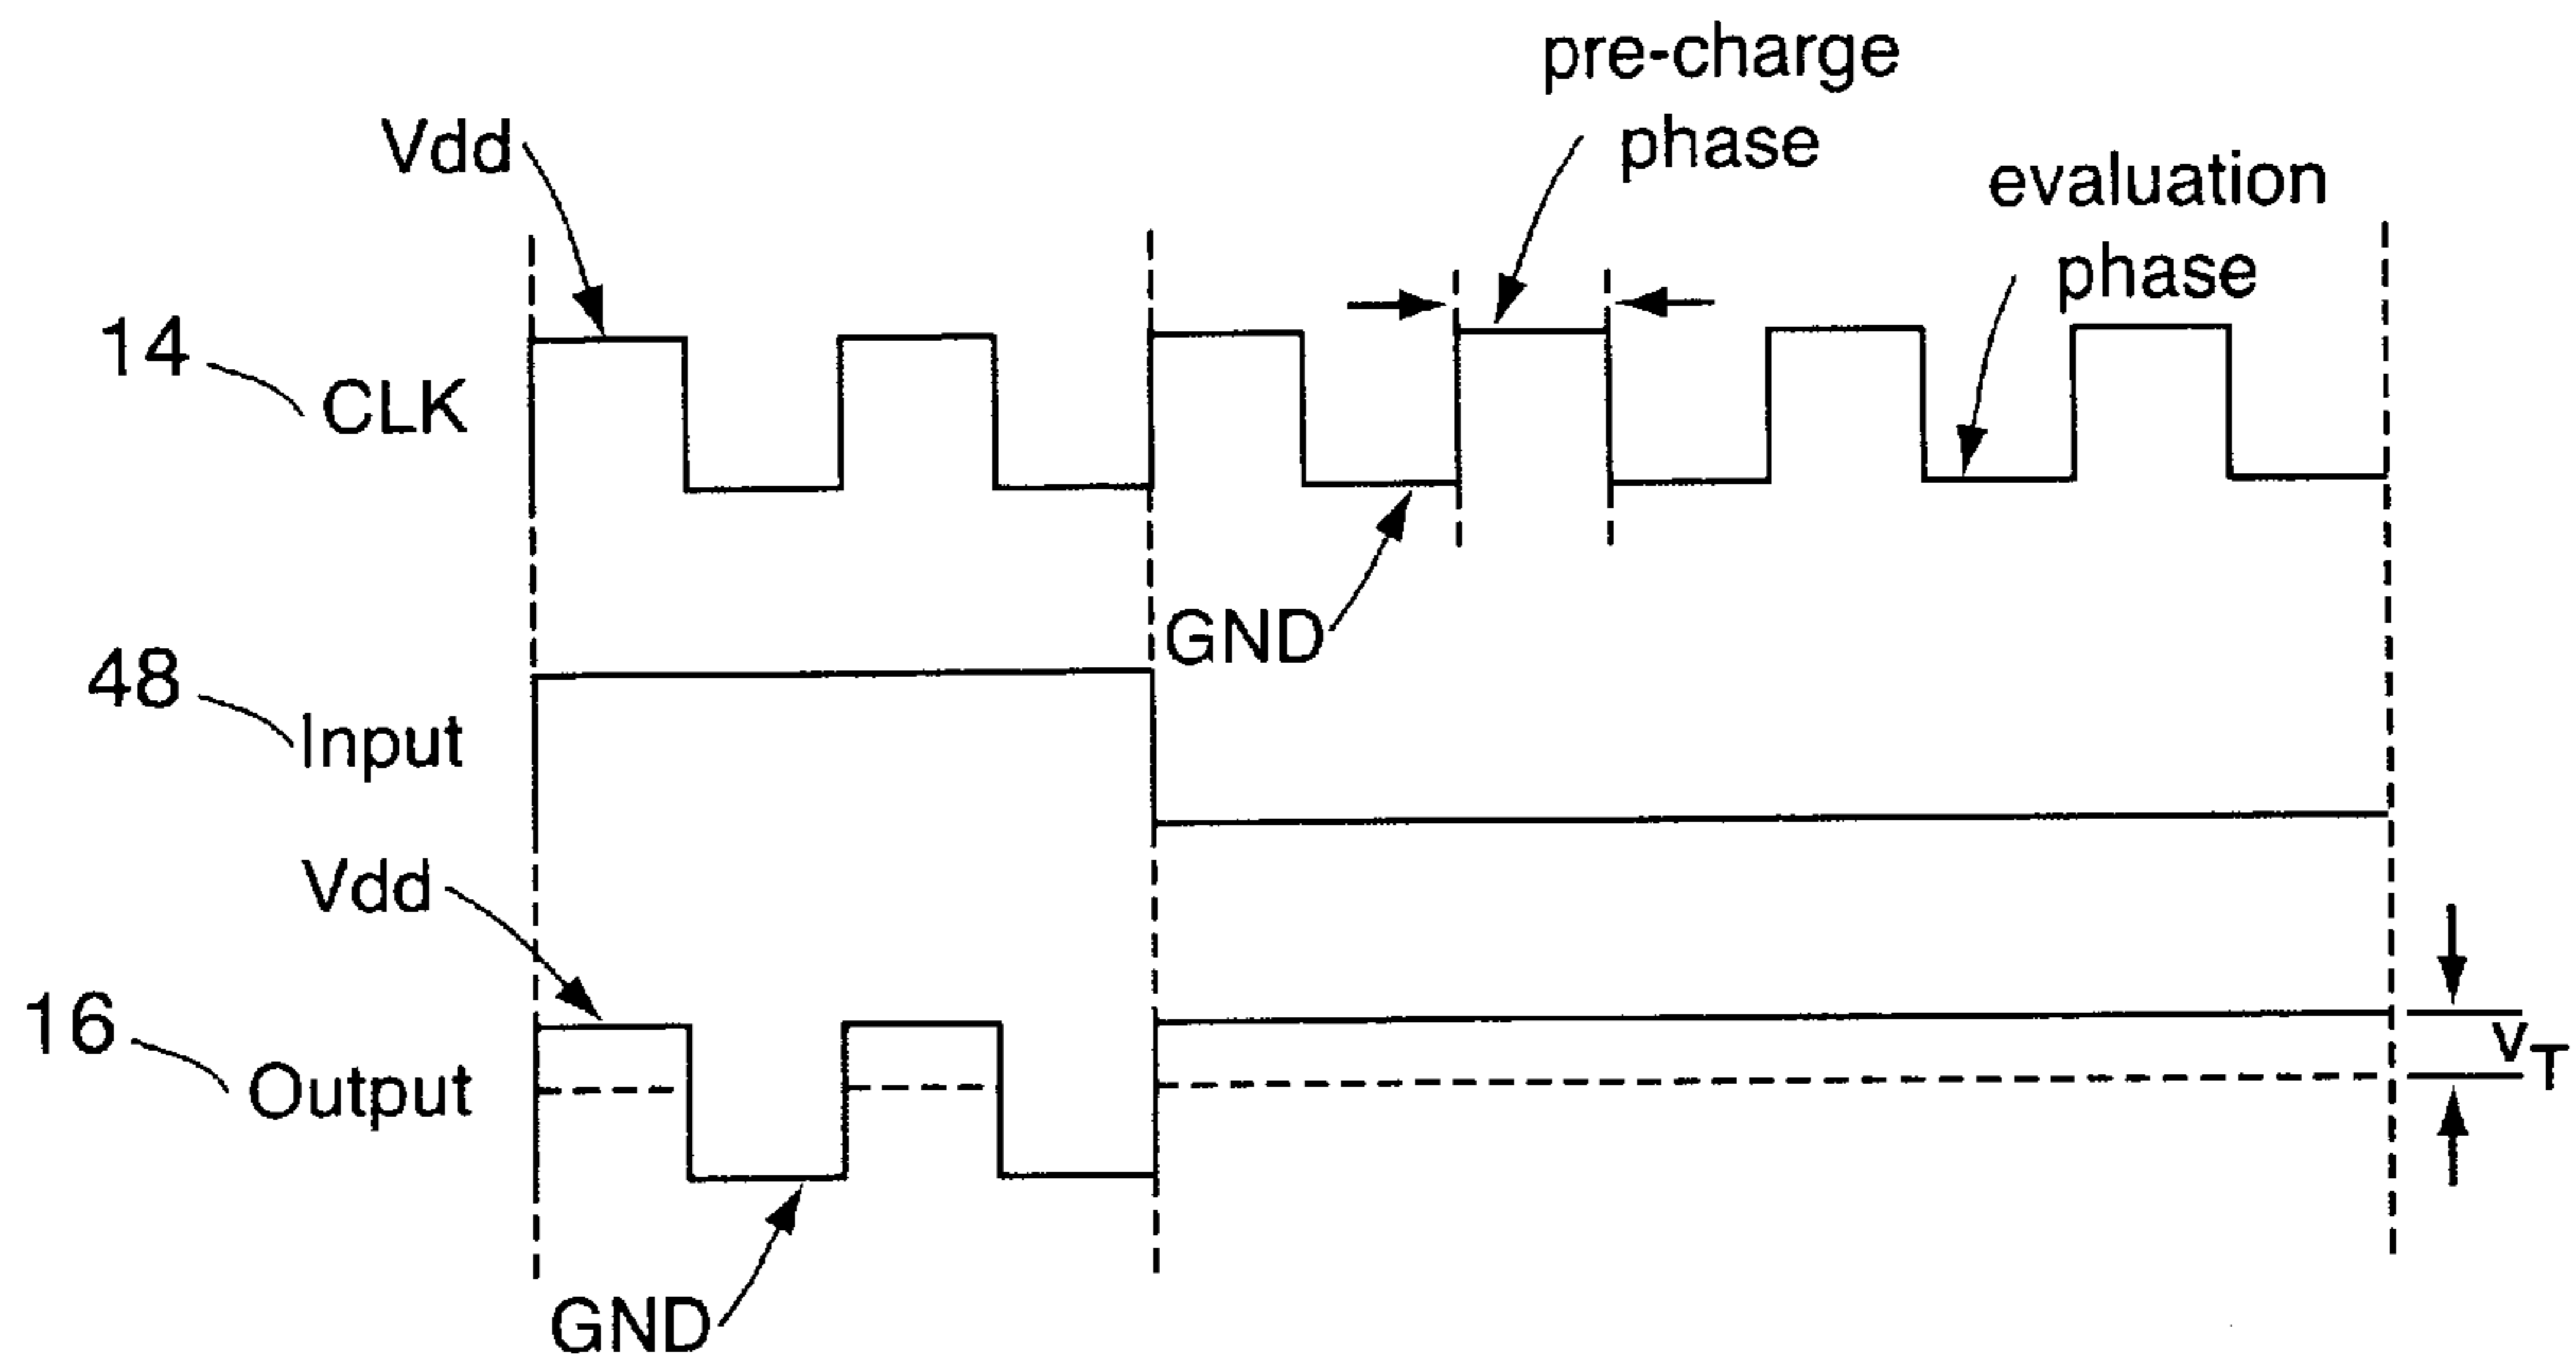 pre-charge
phase
Vdd
evaluation
phase
14
CLK
GND
48
Input
Vdd
16
Output
VT
GND